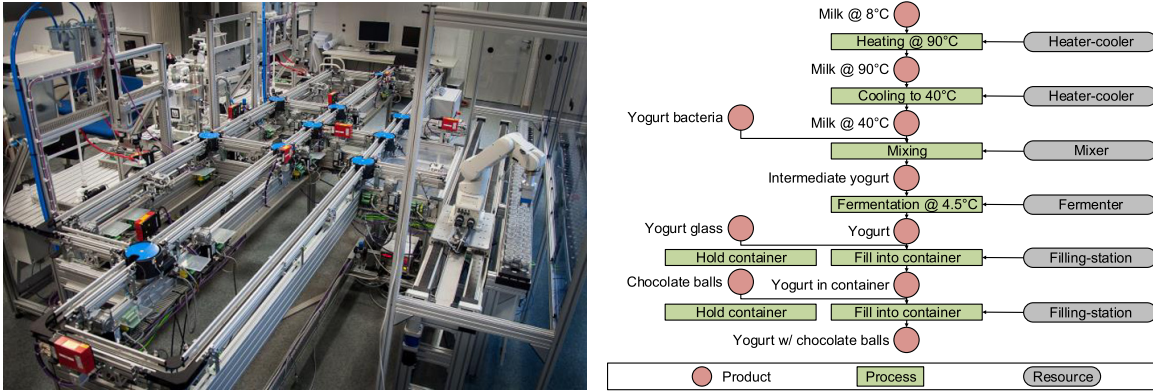 Milk @ 8°C
Heating @ 90°C
Heater-cooler
Milk @ 90°C
Cooling to 40°C
Heater-cooler
Yogurt bacteria
Milk @ 40°C
Mixing
Mixer
Intermediate yogurt
Fermentation @ 4.5°C
Fermenter
Yogurt glass
Yogurt
Hold container
Fill into container
Filling-station
Chocolate balls
Yogurt in container
Hold container
Fill into container
Filling-station
Yogurt w/ chocolate balls
Product
Process
Resource